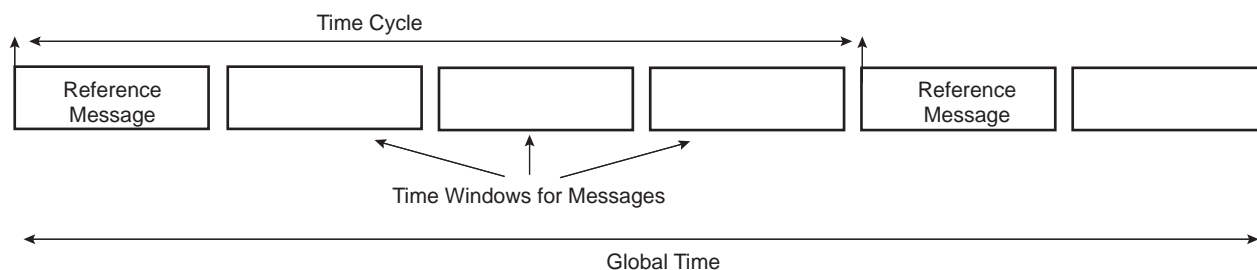 Time Cycle
Reference
Message
Reference
Message
Time Windows for Messages
Global Time